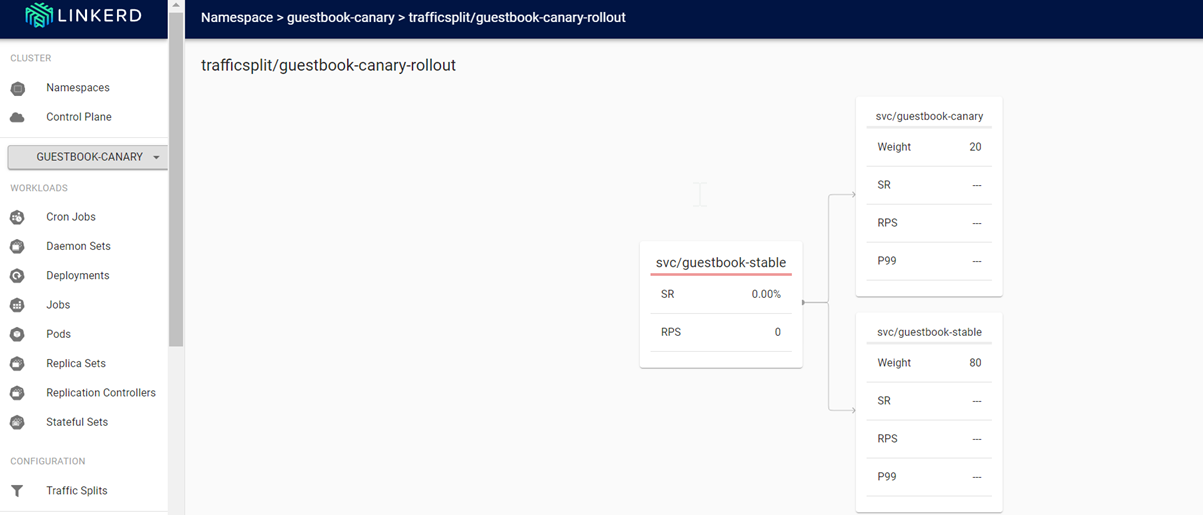 LINKERD
Namespace > guestbook-canary > trafficsplit/guestbook-canary-rollout
CLUSTER
Namespaces
Control Plane
GUESTBOOK-CANARY
WORKLOADS
Cron Jobs
Daemon Sets
Deployments
Jobs
Pods
Replica Sets
Replication Controllers
Stateful Sets
CONFIGURATION
Traffic Splits
trafficsplit/guestbook-canary-rollout
svc/guestbook-stable
SR 0.00%
RPS 0
svc/guestbook-canary
Weight 20
SR ---
RPS ---
P99 ---
svc/guestbook-stable
Weight 80
SR ---
RPS ---
P99 ---